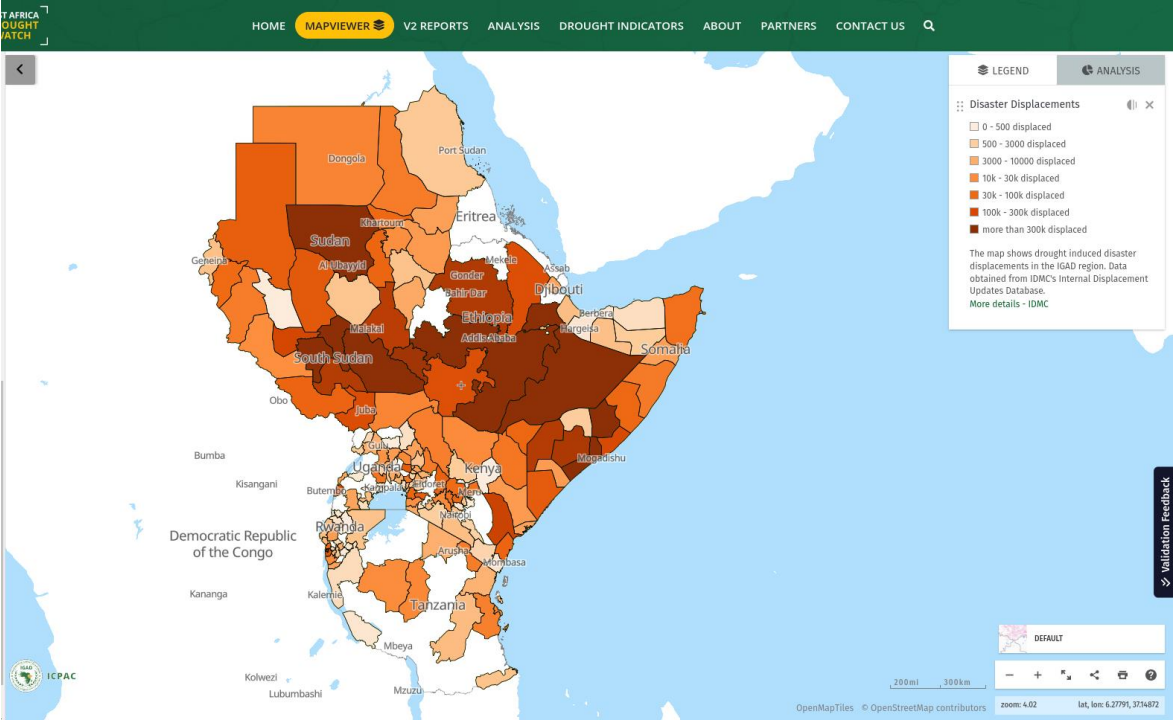 ST AFRICA
OUGHT
WATCH
HOME MAPVIEWER V2 REPORTS ANALYSIS DROUGHT INDICATORS ABOUT PARTNERS CONTACT US
LEGEND
ANALYSIS
Disaster Displacements
0 - 500 displaced
500 - 3000 displaced
3000 - 10000 displaced
10k - 30k displaced
30k - 100k displaced
100k - 300k displaced
more than 300k displaced
The map shows drought induced disaster
displacements in the IGAD region. Data
obtained from IDMC's Internal Displacement
Updates Database.
More details - IDMC
Dongola
Port Sudan
Khartoum
Eritrea
Sudan
Geneina
Al-Ubayyid
Mekele
Assab
Gonder
Bahir Dar
Djibouti
Ethiopia
Berbera
Hargeisa
Malakal
Addis Ababa
Somalia
South Sudan
Obo
Juba
Gulu
Bumba
Mogadishu
Uganda
Kenya
Kisangani
Butembo
Kampala
Eldoret
Meru
Nairobi
Rwanda
Democratic Republic
of the Congo
Arusha
Mombasa
Kananga
Kalemie
Tanzania
Mbeya
Kolwezi
Lubumbashi
Mzuzu
IGAD
ICPAC
Validation Feedback
DEFAULT
200mi 300km
OpenMapTiles © OpenStreetMap contributors
zoom: 4.02
lat, lon: 6.27791, 37.14872